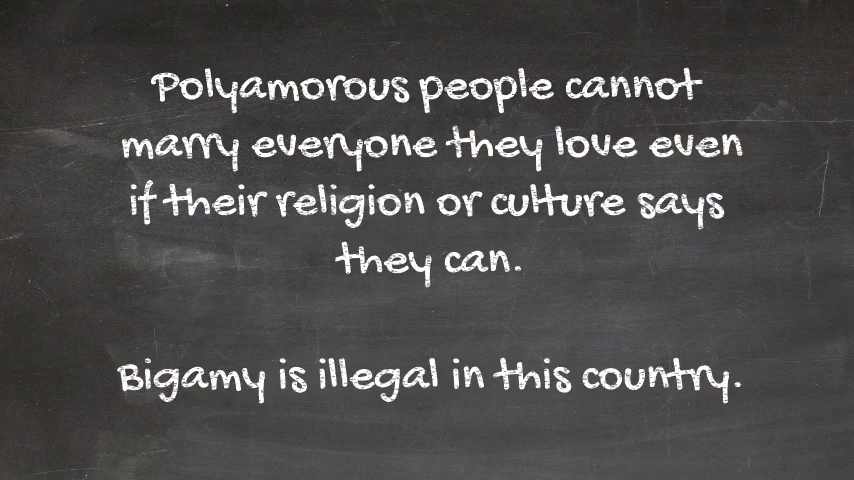 Polyamorous people cannot
marry everyone they love even
if their religion or culture says
they can.
Bigamy is illegal in this country.